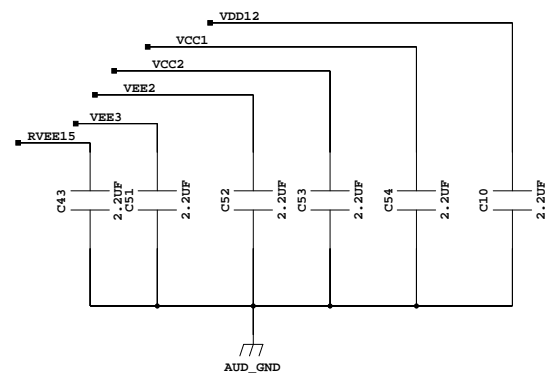 VDD12
VCC1
VCC2
VEE2
VEE3
RVEE15
C43
2.2UF
C51
2.2UF
C52
2.2UF
C53
2.2UF
C54
2.2UF
C10
2.2UF
AUD_GND